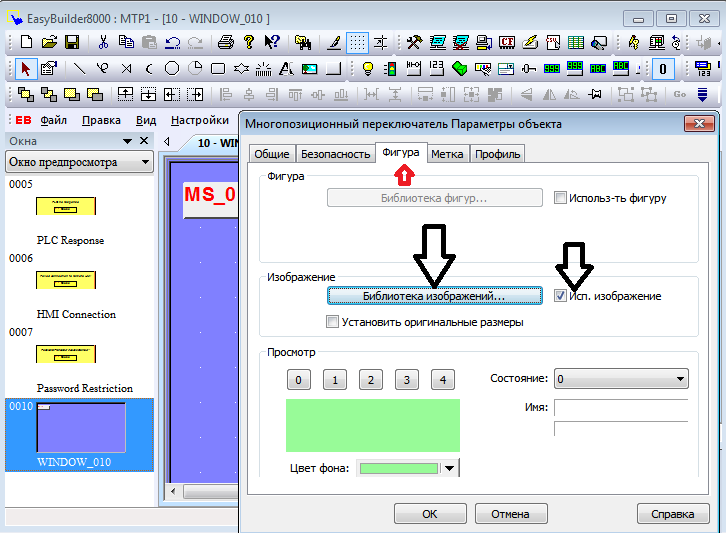 EasyBuilder8000 : MTP1 - [10 - WINDOW_010 ]
EB Файл Правка Вид Настройки
Окна
Окно предпросмотра
0005
PLC Response
0006
HMI Connection
0007
Password Restriction
0010
WINDOW_010
MS_0
Многопозиционный переключатель Параметры объекта
Общие Безопасность Фигура Метка Профиль
Фигура
Библиотека фигур...
Использ-ть фигуру
Изображение
Библиотека изображений...
Исп. изображение
Установить оригинальные размеры
Просмотр
0 1 2 3 4
Состояние: 0
Имя:
Цвет фона:
ОК Отмена Справка